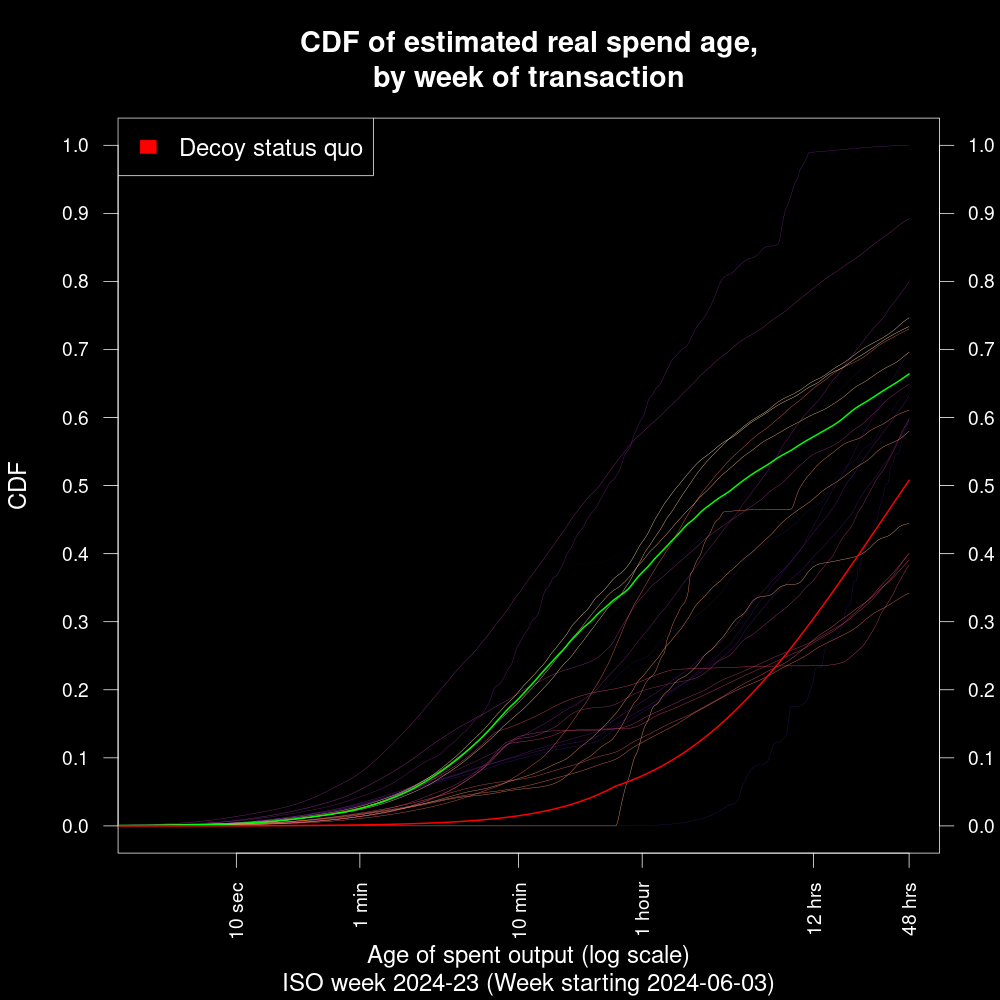 CDF of estimated real spend age,
by week of transaction
Decoy status quo
CDF
1.0
0.9
0.8
0.7
0.6
0.5
0.4
0.3
0.2
0.1
0.0
1.0
0.9
0.8
0.7
0.6
0.5
0.4
0.3
0.2
0.1
0.0
10 sec
1 min
10 min
1 hour
12 hrs
48 hrs
Age of spent output (log scale)
ISO week 2024-23 (Week starting 2024-06-03)